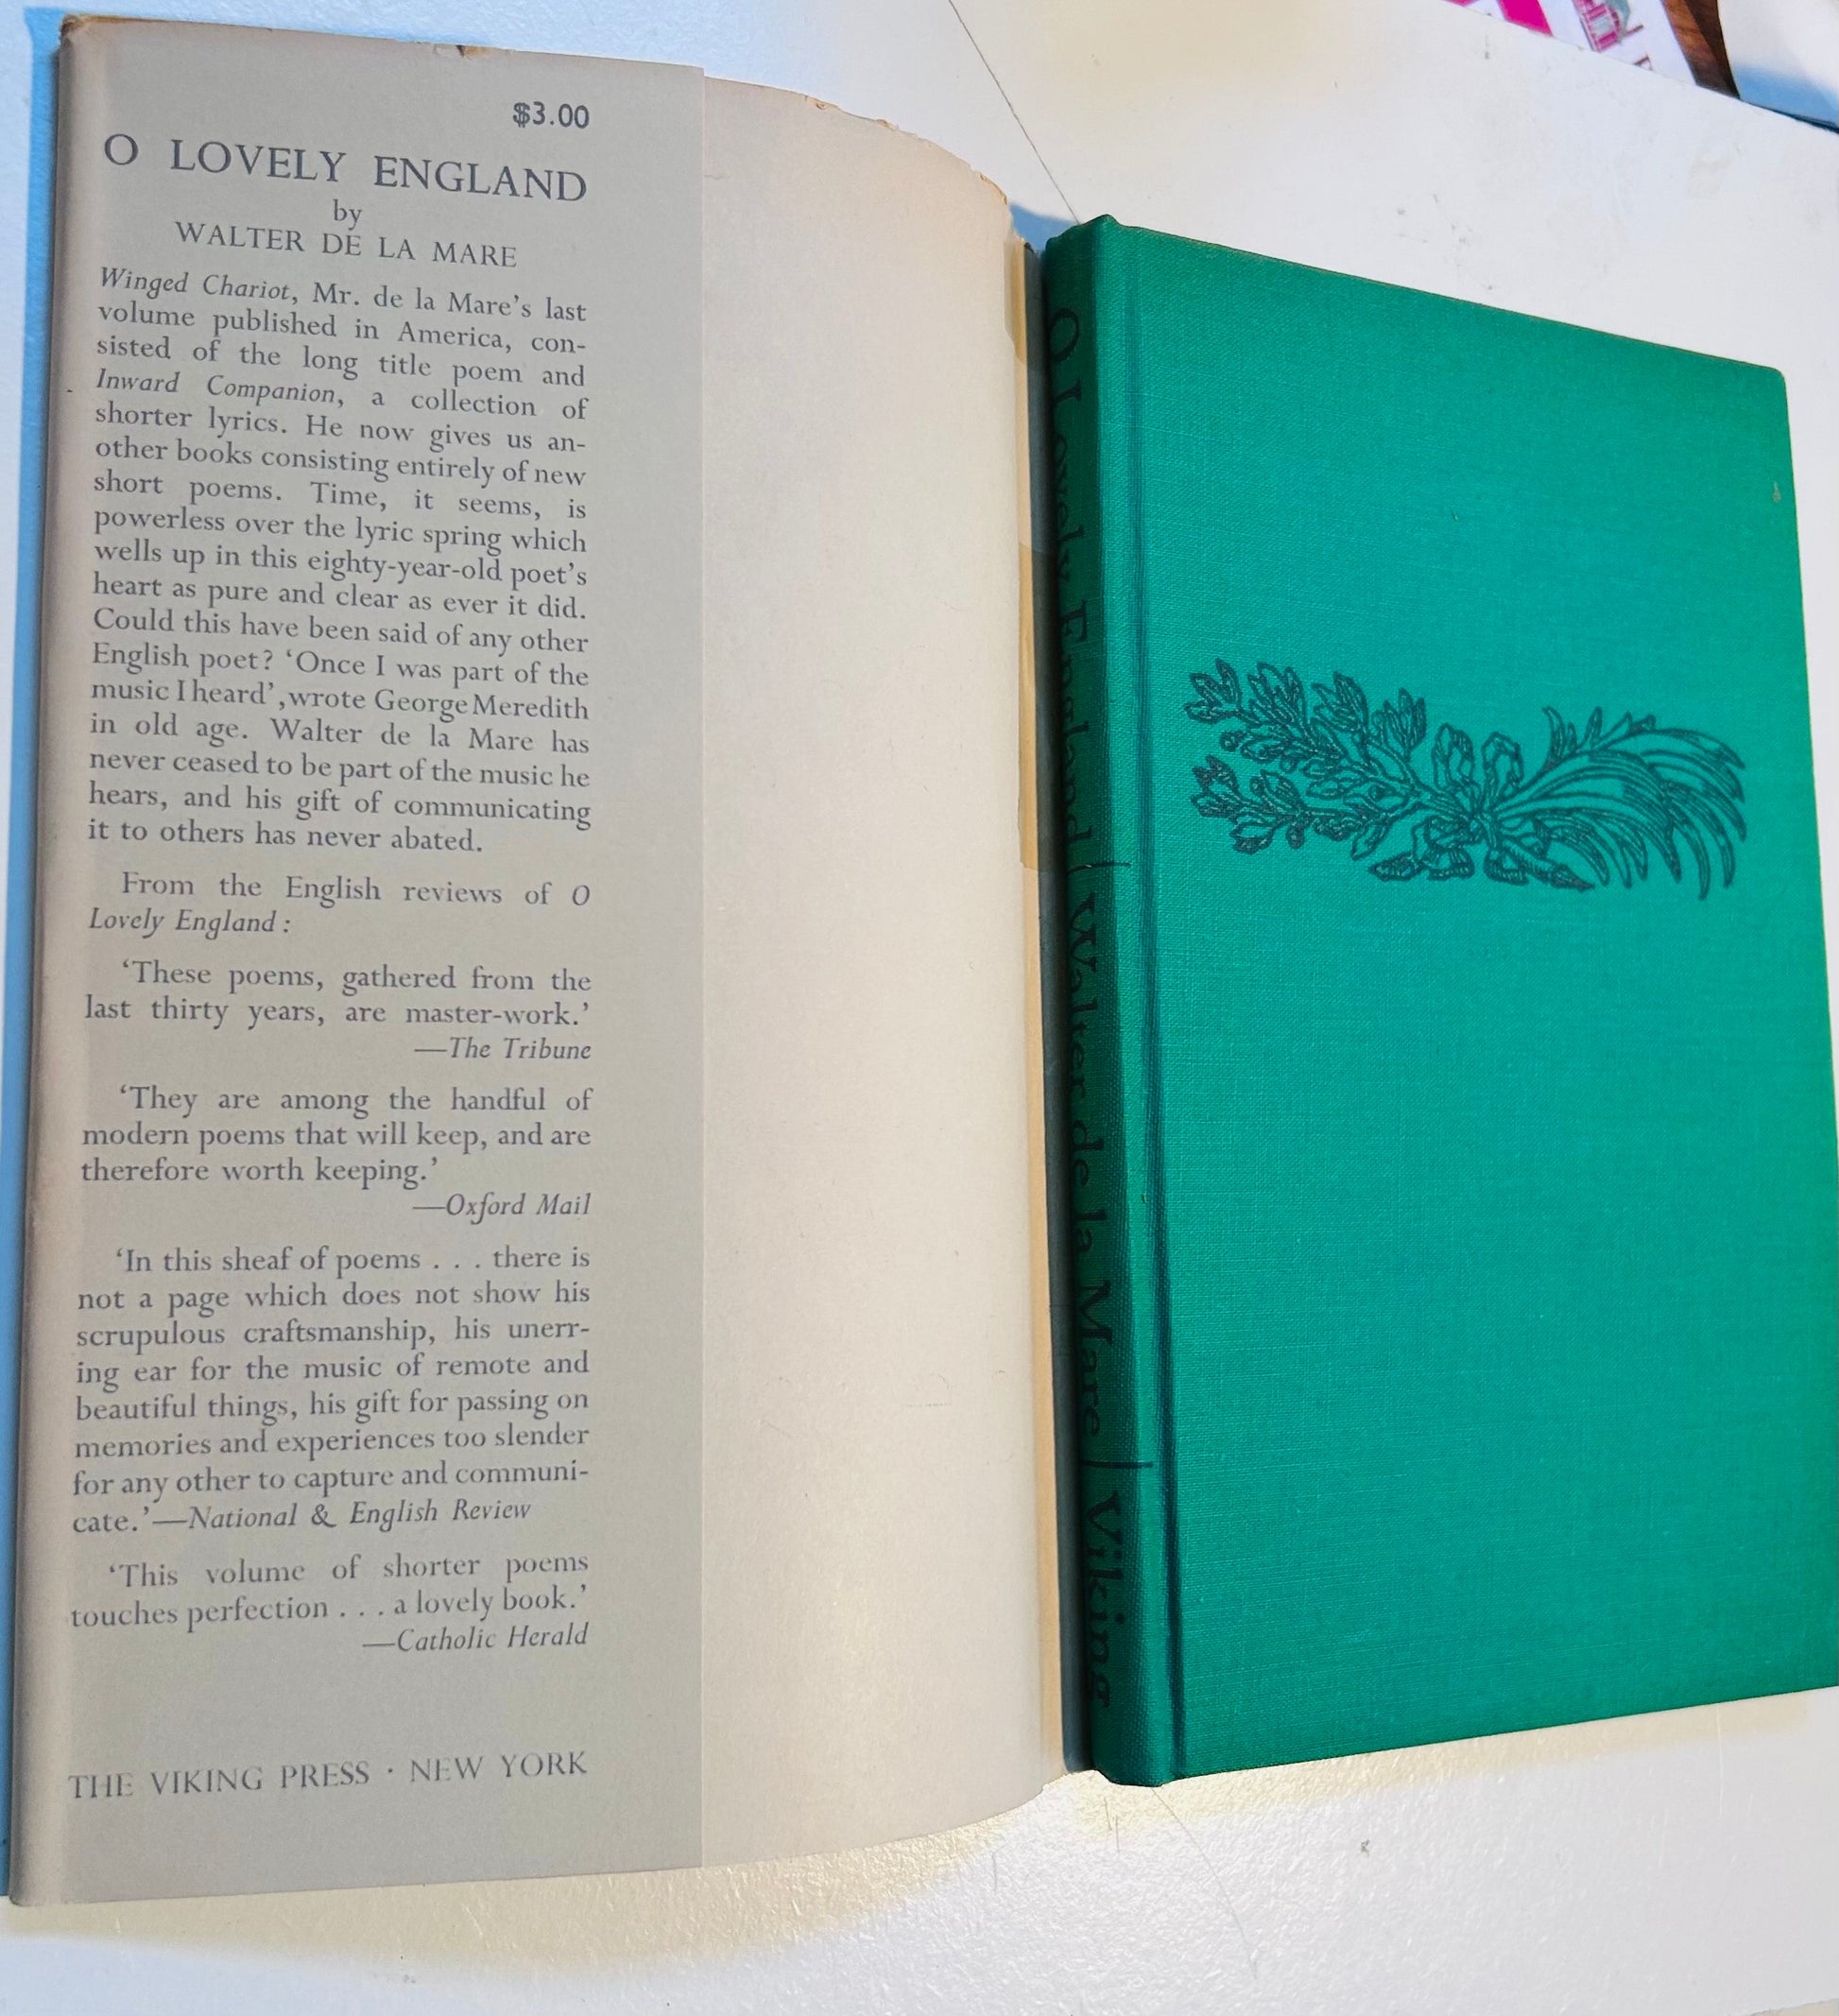 $3.00
O LOVELY ENGLAND
by
WALTER DE LA MARE
Winged Chariot, Mr. de la Mare's last
volume published in America, con-
sisted of the long title poem and
Inward Companion, a collection of
shorter lyrics. He now gives us an-
other books consisting entirely of new
short poems. Time, it seems, is
powerless over the lyric spring which
wells up in this eighty-year-old poet's
heart as pure and clear as ever it did.
Could this have been said of any other
English poet? ‘Once I was part of the
music I heard’, wrote George Meredith
in old age. Walter de la Mare has
never ceased to be part of the music he
hears, and his gift of communicating
it to others has never abated.
From the English reviews of O
Lovely England:
‘These poems, gathered from the
last thirty years, are master-work.’
—The Tribune
‘They are among the handful of
modern poems that will keep, and are
therefore worth keeping.’
—Oxford Mail
‘In this sheaf of poems . . . there is
not a page which does not show his
scrupulous craftsmanship, his unerr-
ing ear for the music of remote and
beautiful things, his gift for passing on
memories and experiences too slender
for any other to capture and communi-
cate.’—National & English Review
‘This volume of shorter poems
touches perfection . . . a lovely book.’
—Catholic Herald
THE VIKING PRESS · NEW YORK
O Lovely England | Walter de la Mare | Viking